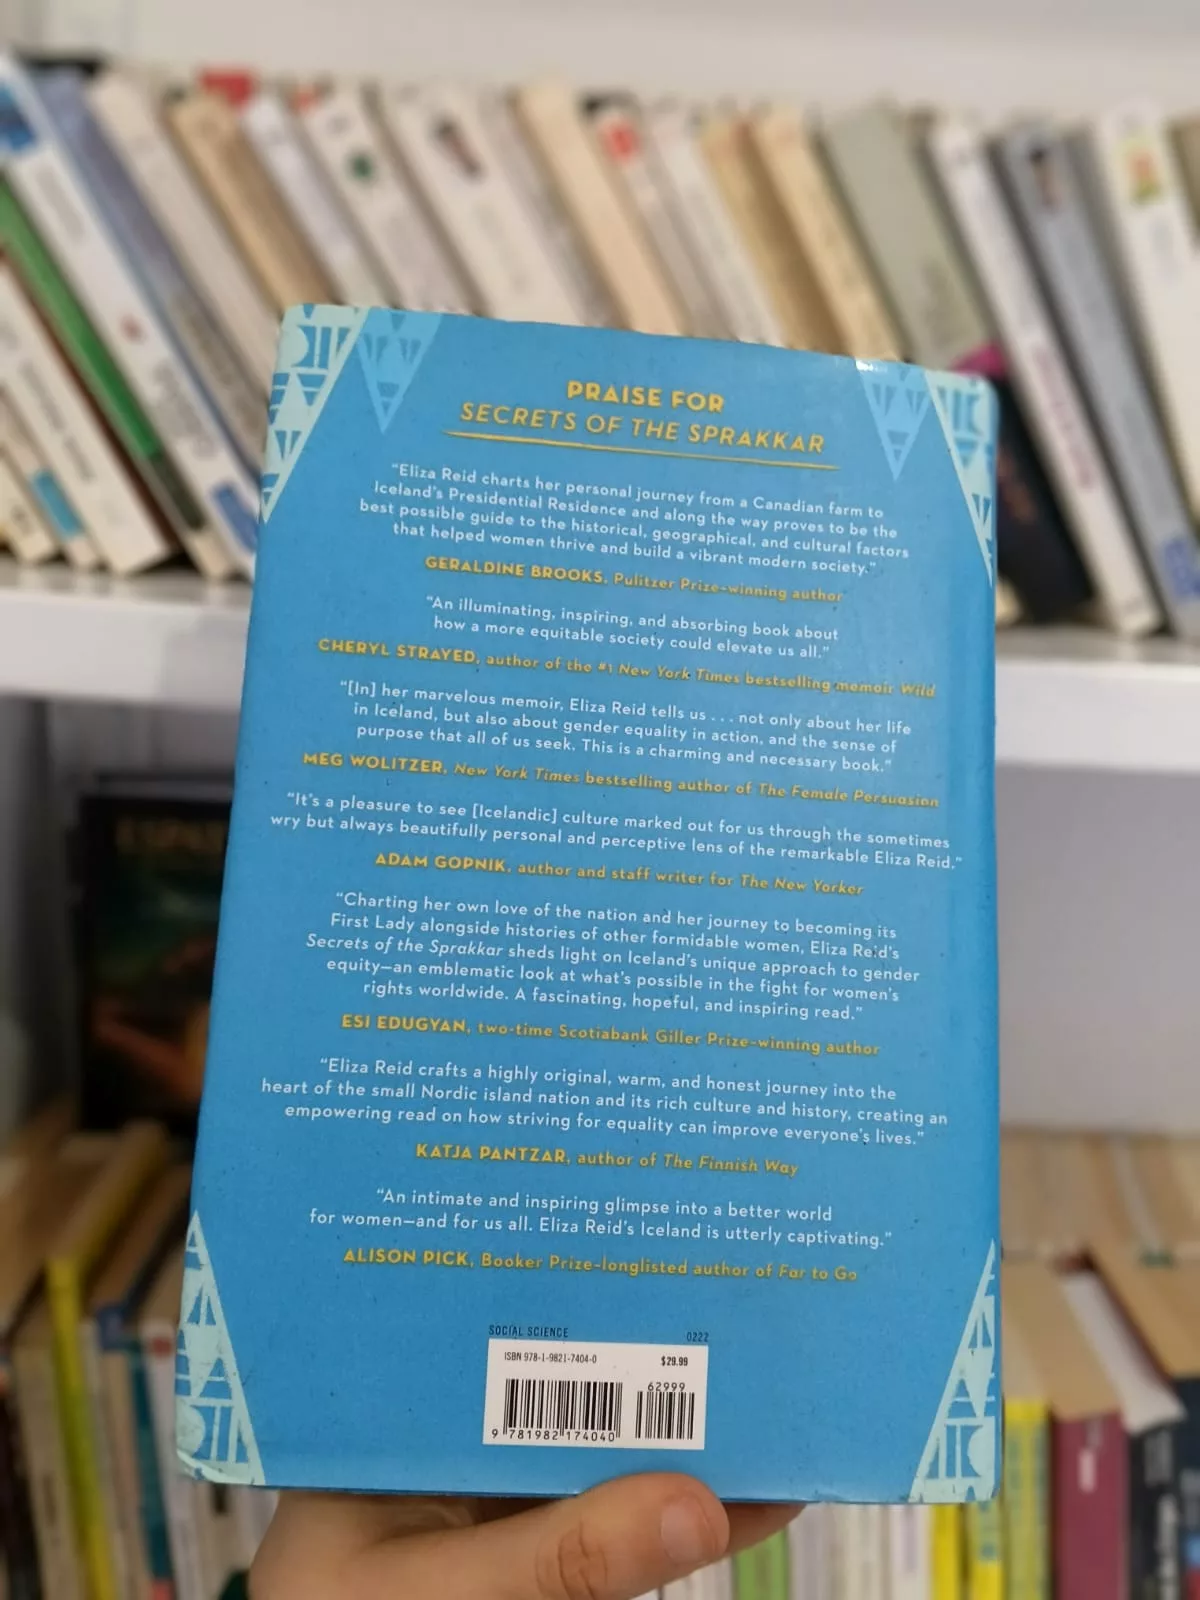 PRAISE FOR
SECRETS OF THE SPRAKKAR
“Eliza Reid charts her personal journey from a Canadian farm to
Iceland’s Presidential Residence and along the way proves to be the
best possible guide to the historical, geographical, and cultural factors
that helped women thrive and build a vibrant modern society.”
GERALDINE BROOKS, Pulitzer Prize–winning author
“An illuminating, inspiring, and absorbing book about
how a more equitable society could elevate us all.”
CHERYL STRAYED, author of the #1 New York Times bestselling memoir Wild
“[In] her marvelous memoir, Eliza Reid tells us . . . not only about her life
in Iceland, but also about gender equality in action, and the sense of
purpose that all of us seek. This is a charming and necessary book.”
MEG WOLITZER, New York Times bestselling author of The Female Persuasion
“It’s a pleasure to see [Icelandic] culture marked out for us through the sometimes
wry but always beautifully personal and perceptive lens of the remarkable Eliza Reid.”
ADAM GOPNIK, author and staff writer for The New Yorker
“Charting her own love of the nation and her journey to becoming its
First Lady alongside histories of other formidable women, Eliza Reid’s
Secrets of the Sprakkar sheds light on Iceland’s unique approach to gender
equity—an emblematic look at what’s possible in the fight for women’s
rights worldwide. A fascinating, hopeful, and inspiring read.”
ESI EDUGYAN, two-time Scotiabank Giller Prize–winning author
“Eliza Reid crafts a highly original, warm, and honest journey into the
heart of the small Nordic island nation and its rich culture and history, creating an
empowering read on how striving for equality can improve everyone’s lives.”
KATJA PANTZAR, author of The Finnish Way
“An intimate and inspiring glimpse into a better world
for women—and for us all. Eliza Reid’s Iceland is utterly captivating.”
ALISON PICK, Booker Prize–longlisted author of Far to Go
SOCIAL SCIENCE 0222
ISBN 978-1-9821-7404-0 $29.99
62999
9 781982 174040